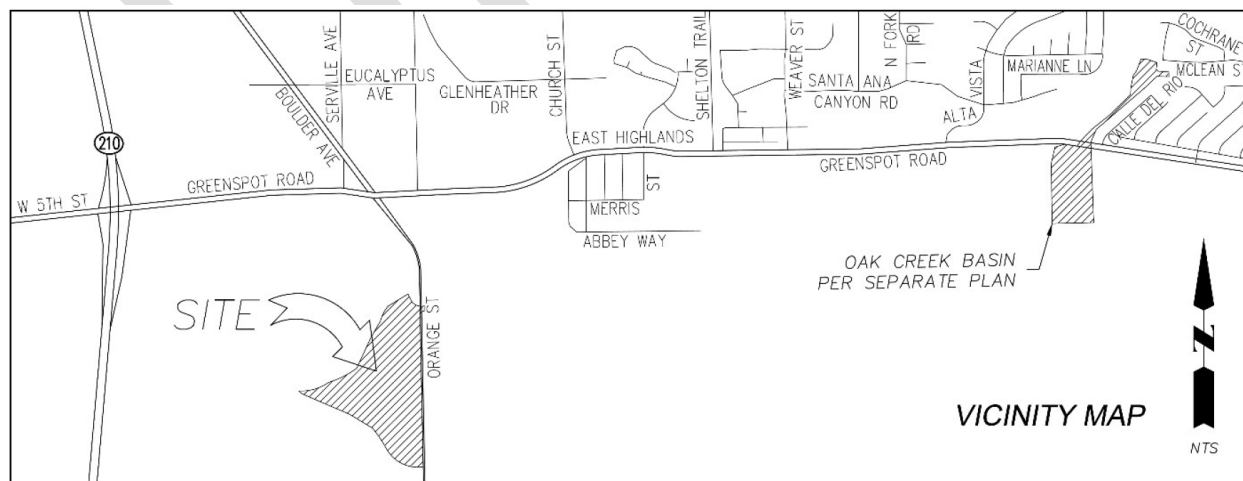 SERVILLE AVE
EUCALYPTUS
AVE
BOULDER AVE
GLENHEATHER
DR
CHURCH ST
SHELTON TRAIL
WEAVER ST
N FORK
RD
SANTA ANA
CANYON RD
ALTA
VISTA
MARIANNE LN
COCHRANE
ST
MCLEAN S
CALLE DEL RIO
210
EAST HIGHLANDS
W 5TH ST
GREENSPOT ROAD
GREENSPOT ROAD
MERRIS
ST
ABBEY WAY
OAK CREEK BASIN
PER SEPARATE PLAN
SITE
ORANGE ST
N
VICINITY MAP
NTS